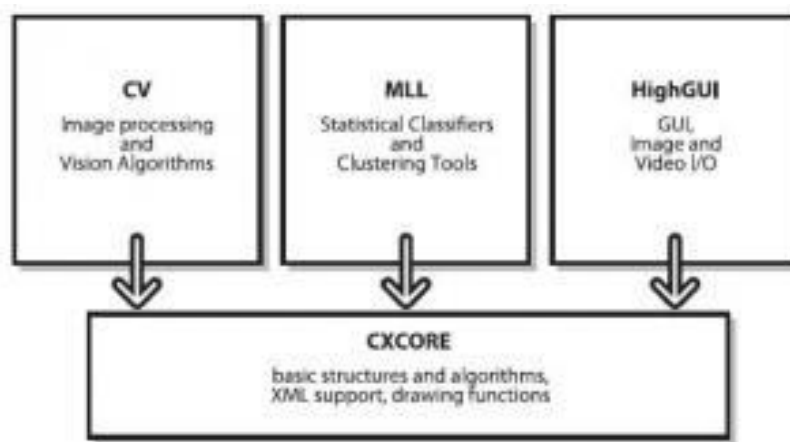 CV
Image processing
and
Vision Algorithms
MLL
Statistical Classifiers
and
Clustering Tools
HighGUI
GUI,
Image and
Video I/O
CXCORE
basic structures and algorithms,
XML support, drawing functions